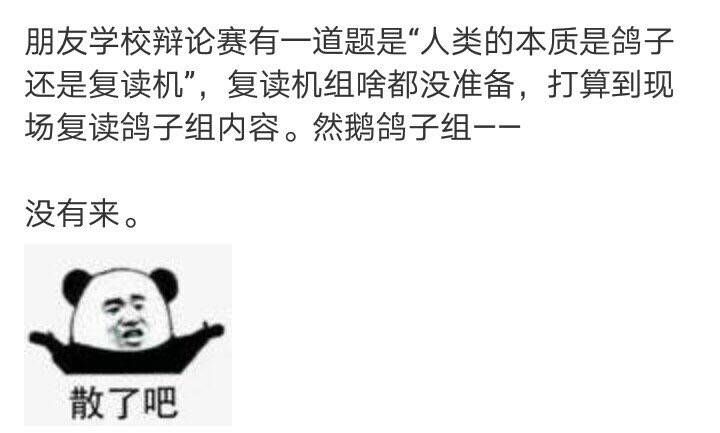 朋友学校辩论赛有一道题是“人类的本质是鸽子
还是复读机”，复读机组啥都没准备，打算到现
场复读鸽子组内容。然鹅鸽子组——
没有来。
散了吧